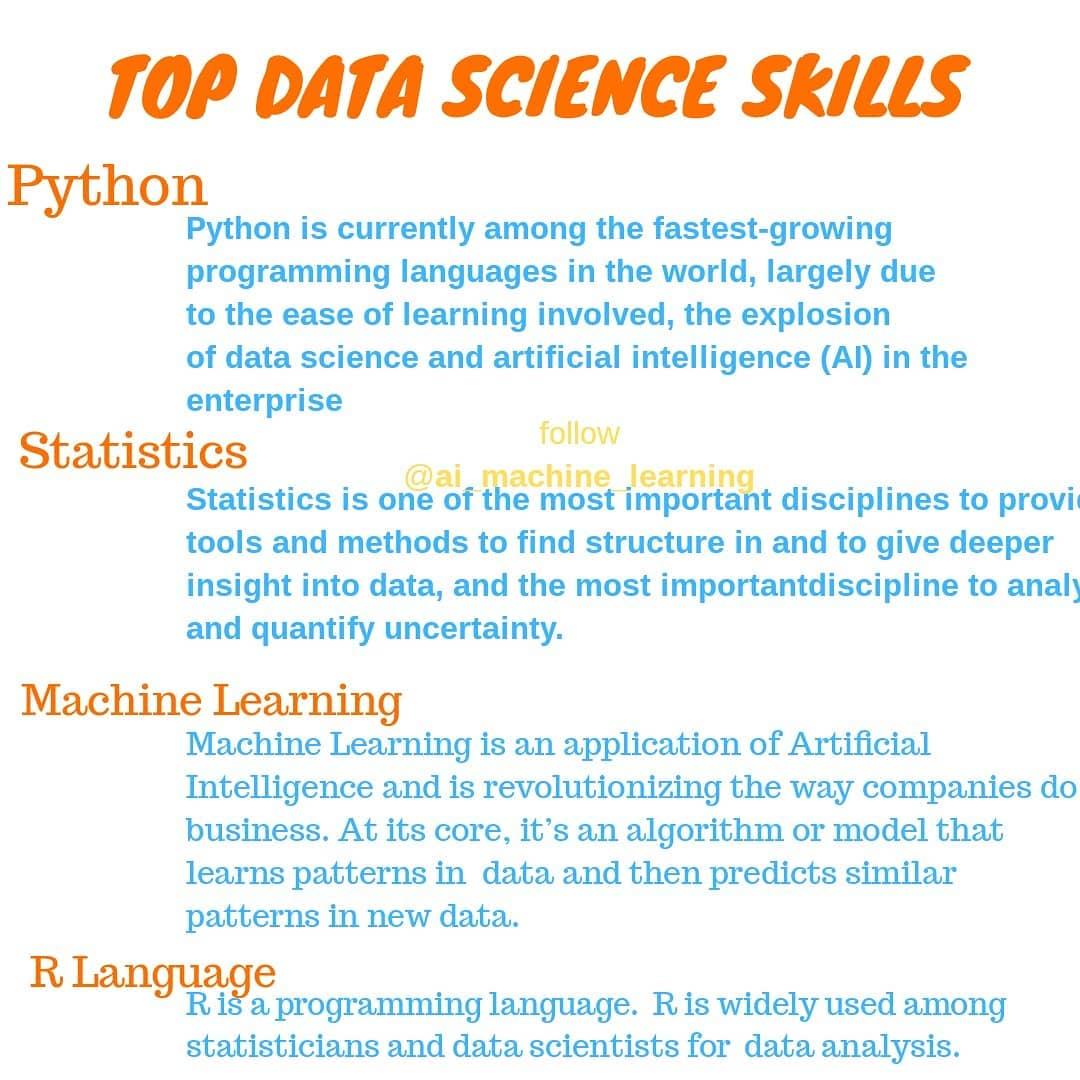 TOP DATA SCIENCE SKILLS
Python
Python is currently among the fastest-growing
programming languages in the world, largely due
to the ease of learning involved, the explosion
of data science and artificial intelligence (AI) in the
enterprise
follow
@ai_machine_learning
Statistics
Statistics is one of the most important disciplines to provi
tools and methods to find structure in and to give deeper
insight into data, and the most importantdiscipline to analy
and quantify uncertainty.
Machine Learning
Machine Learning is an application of Artificial
Intelligence and is revolutionizing the way companies do
business. At its core, it’s an algorithm or model that
learns patterns in  data and then predicts similar
patterns in new data.
R Language
R is a programming language.  R is widely used among
statisticians and data scientists for  data analysis.